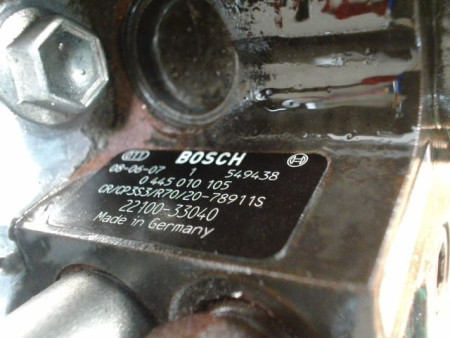 BOSCH
08-06-07 1 549438
0 445 010 105
CR/CP3S3/R70/20-78911S
22100-33040
Made in Germany